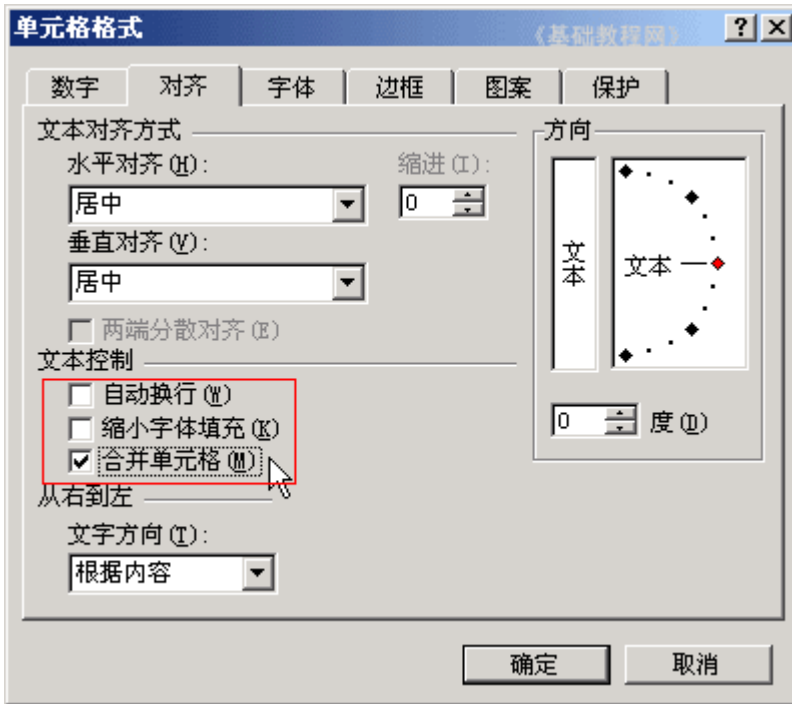 单元格格式
《基础教程网》
数字 对齐 字体 边框 图案 保护
文本对齐方式
水平对齐(H):
缩进(I):
居中
0
垂直对齐(V):
居中
两端分散对齐(E)
文本控制
自动换行(W)
缩小字体填充(K)
合并单元格(M)
从右到左
文字方向(T):
根据内容
方向
文本
文本
0 度(D)
确定 取消